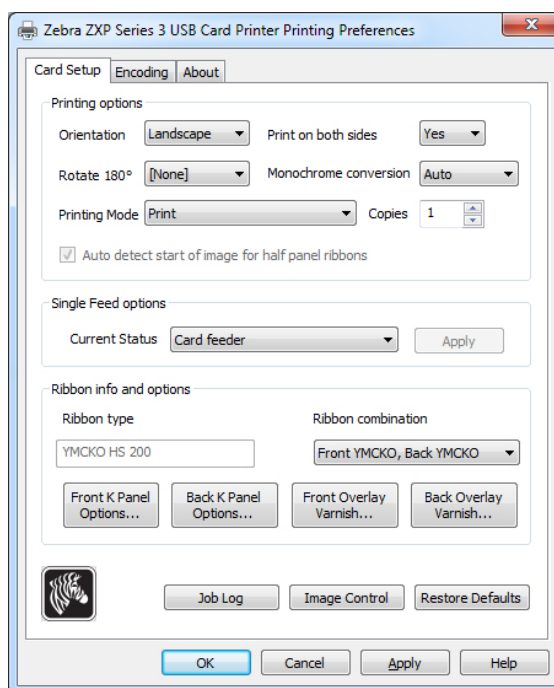 Zebra ZXP Series 3 USB Card Printer Printing Preferences
Card Setup Encoding About
Printing options
Orientation Landscape Print on both sides Yes
Rotate 180° [None] Monochrome conversion Auto
Printing Mode Print Copies 1
Auto detect start of image for half panel ribbons
Single Feed options
Current Status Card feeder Apply
Ribbon info and options
Ribbon type Ribbon combination
YMCKO HS 200 Front YMCKO, Back YMCKO
Front K Panel Back K Panel Front Overlay Back Overlay
Options... Options... Varnish... Varnish...
Job Log Image Control Restore Defaults
OK Cancel Apply Help